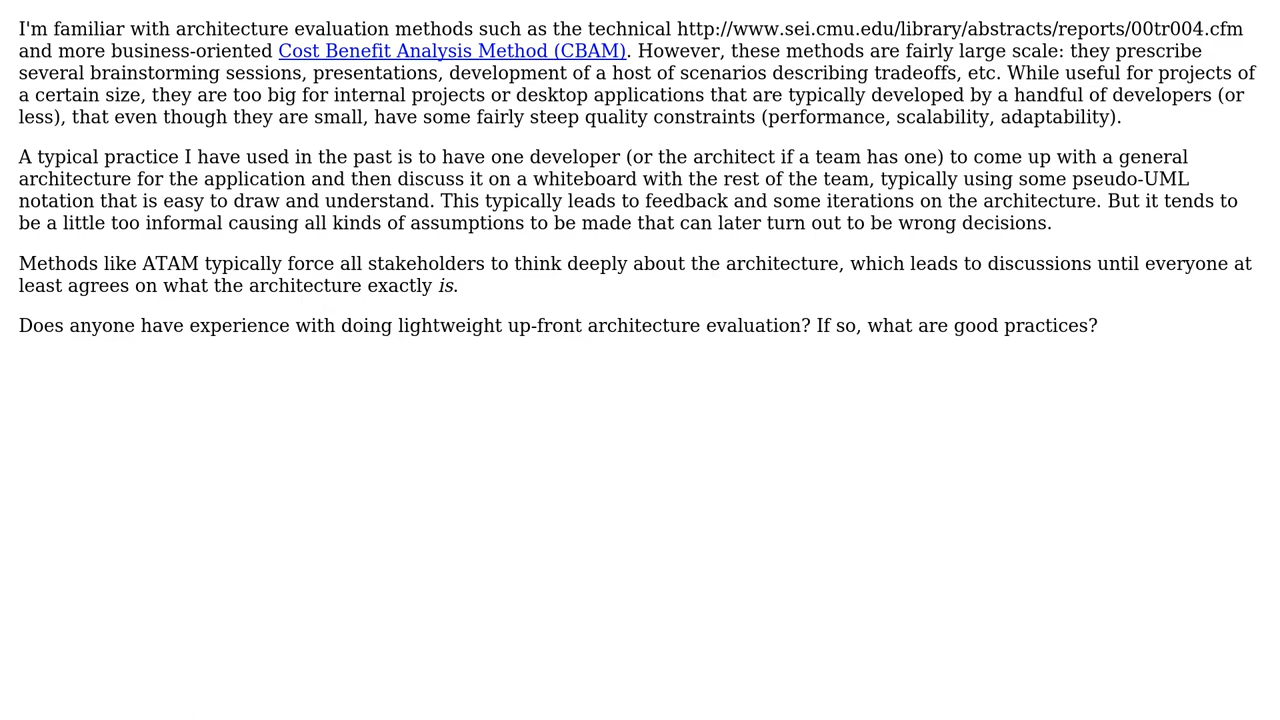 I'm familiar with architecture evaluation methods such as the technical http://www.sei.cmu.edu/library/abstracts/reports/00tr004.cfm
and more business-oriented Cost Benefit Analysis Method (CBAM). However, these methods are fairly large scale: they prescribe
several brainstorming sessions, presentations, development of a host of scenarios describing tradeoffs, etc. While useful for projects of
a certain size, they are too big for internal projects or desktop applications that are typically developed by a handful of developers (or
less), that even though they are small, have some fairly steep quality constraints (performance, scalability, adaptability).
A typical practice I have used in the past is to have one developer (or the architect if a team has one) to come up with a general
architecture for the application and then discuss it on a whiteboard with the rest of the team, typically using some pseudo-UML
notation that is easy to draw and understand. This typically leads to feedback and some iterations on the architecture. But it tends to
be a little too informal causing all kinds of assumptions to be made that can later turn out to be wrong decisions.
Methods like ATAM typically force all stakeholders to think deeply about the architecture, which leads to discussions until everyone at
least agrees on what the architecture exactly is.
Does anyone have experience with doing lightweight up-front architecture evaluation? If so, what are good practices?